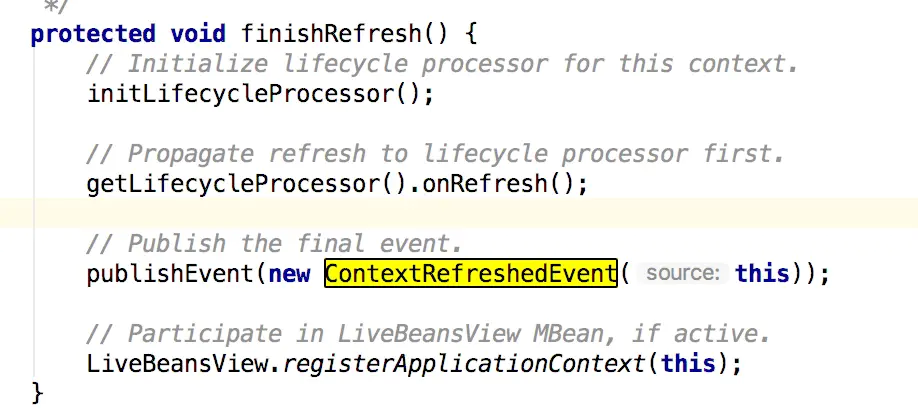 */
protected void finishRefresh() {
// Initialize lifecycle processor for this context.
initLifecycleProcessor();
// Propagate refresh to lifecycle processor first.
getLifecycleProcessor().onRefresh();
// Publish the final event.
publishEvent(new ContextRefreshedEvent( source: this));
// Participate in LiveBeansView MBean, if active.
LiveBeansView.registerApplicationContext(this);
}